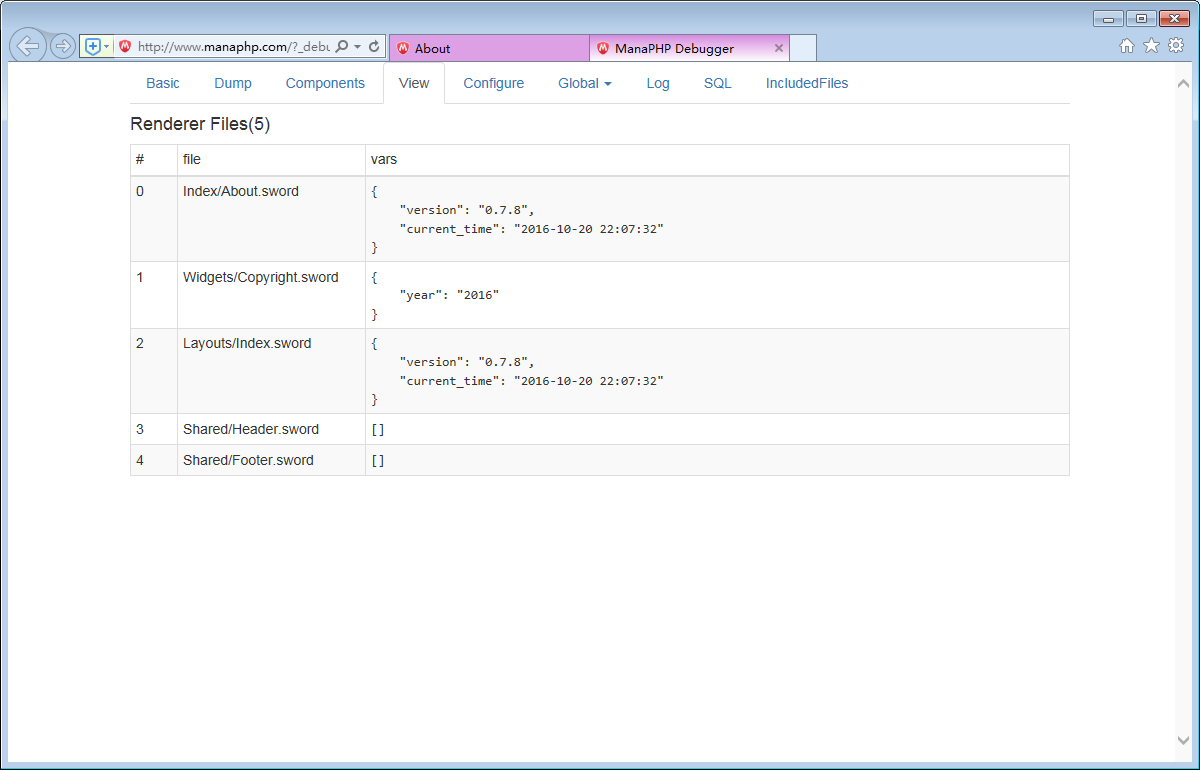 http://www.manaphp.com/?_debu
About
ManaPHP Debugger
Basic Dump Components View Configure Global Log SQL IncludedFiles
Renderer Files(5)
# file vars
0 Index/About.sword {
"version": "0.7.8",
"current_time": "2016-10-20 22:07:32"
}
1 Widgets/Copyright.sword {
"year": "2016"
}
2 Layouts/Index.sword {
"version": "0.7.8",
"current_time": "2016-10-20 22:07:32"
}
3 Shared/Header.sword []
4 Shared/Footer.sword []